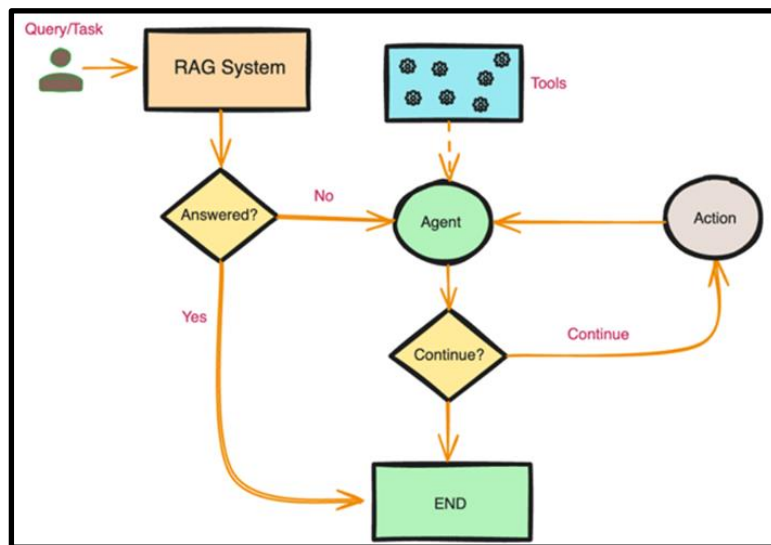 Query/Task
RAG System
Tools
Answered?
No
Agent
Action
Yes
Continue?
Continue
END